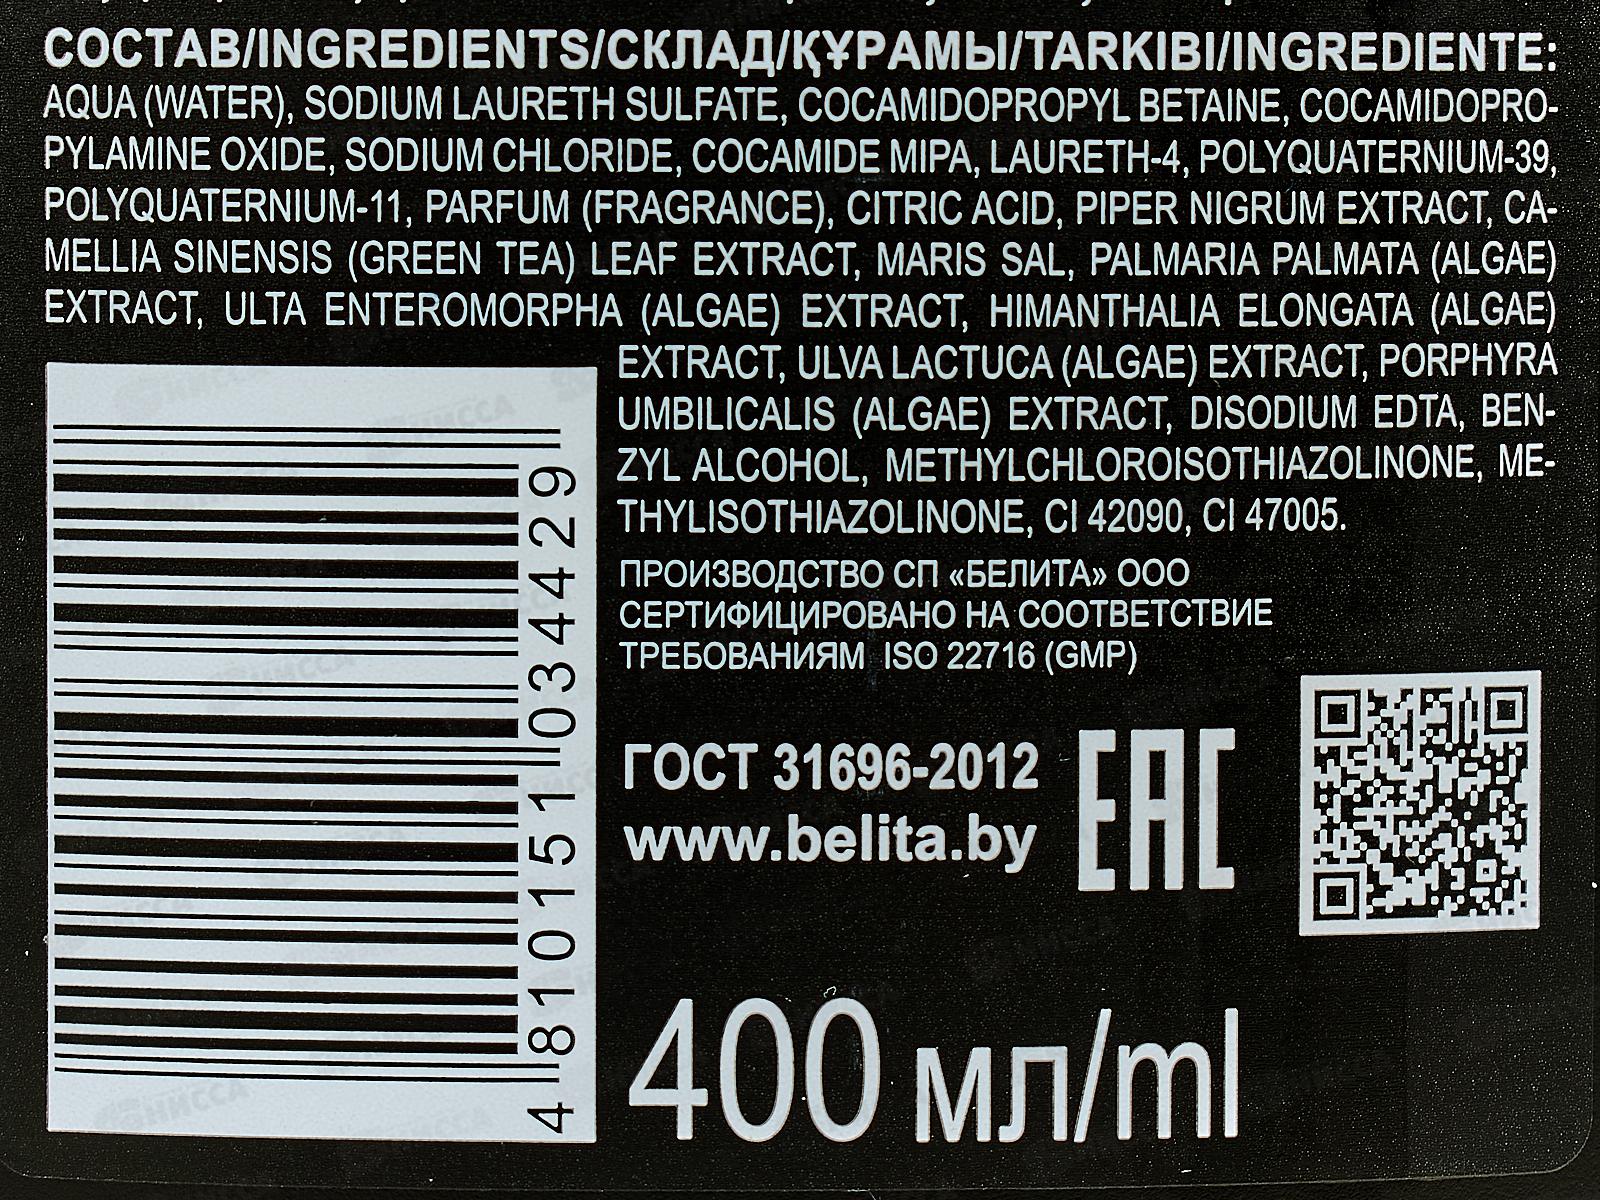 СОСТАВ/INGREDIENTS/СКЛАД/ҚҰРАМЫ/TARKIBI/INGREDIENTE:
AQUA (WATER), SODIUM LAURETH SULFATE, COCAMIDOPROPYL BETAINE, COCAMIDOPRO-
PYLAMINE OXIDE, SODIUM CHLORIDE, COCAMIDE MIPA, LAURETH-4, POLYQUATERNIUM-39,
POLYQUATERNIUM-11, PARFUM (FRAGRANCE), CITRIC ACID, PIPER NIGRUM EXTRACT, CA-
MELLIA SINENSIS (GREEN TEA) LEAF EXTRACT, MARIS SAL, PALMARIA PALMATA (ALGAE)
EXTRACT, ULTA ENTEROMORPHA (ALGAE) EXTRACT, HIMANTHALIA ELONGATA (ALGAE)
EXTRACT, ULVA LACTUCA (ALGAE) EXTRACT, PORPHYRA
UMBILICALIS (ALGAE) EXTRACT, DISODIUM EDTA, BEN-
ZYL ALCOHOL, METHYLCHLOROISOTHIAZOLINONE, ME-
THYLISOTHIAZOLINONE, CI 42090, CI 47005.
ПРОИЗВОДСТВО СП «БЕЛИТА» ООО
СЕРТИФИЦИРОВАНО НА СООТВЕТСТВИЕ
ТРЕБОВАНИЯМ ISO 22716 (GMP)
ГОСТ 31696-2012
www.belita.by
EAC
400 мл/ml
4 810151 034429